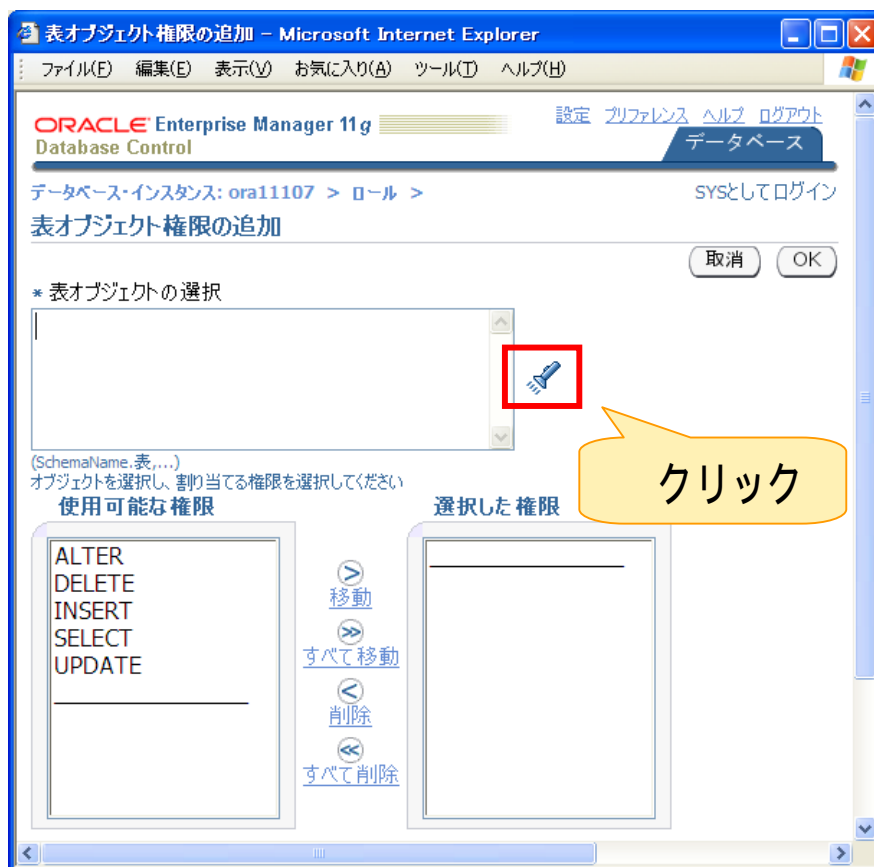 表オブジェクト権限の追加 - Microsoft Internet Explorer
ファイル(F) 編集(E) 表示(V) お気に入り(A) ツール(T) ヘルプ(H)
設定 プリファレンス ヘルプ ログアウト
ORACLE Enterprise Manager 11g
Database Control
データベース
データベース・インスタンス: ora11107 > ロール >
SYSとしてログイン
表オブジェクト権限の追加
取消 OK
* 表オブジェクトの選択
クリック
(SchemaName.表,...)
オブジェクトを選択し、割り当てる権限を選択してください
使用可能な権限
選択した権限
ALTER
DELETE
INSERT
SELECT
UPDATE
移動
すべて移動
削除
すべて削除